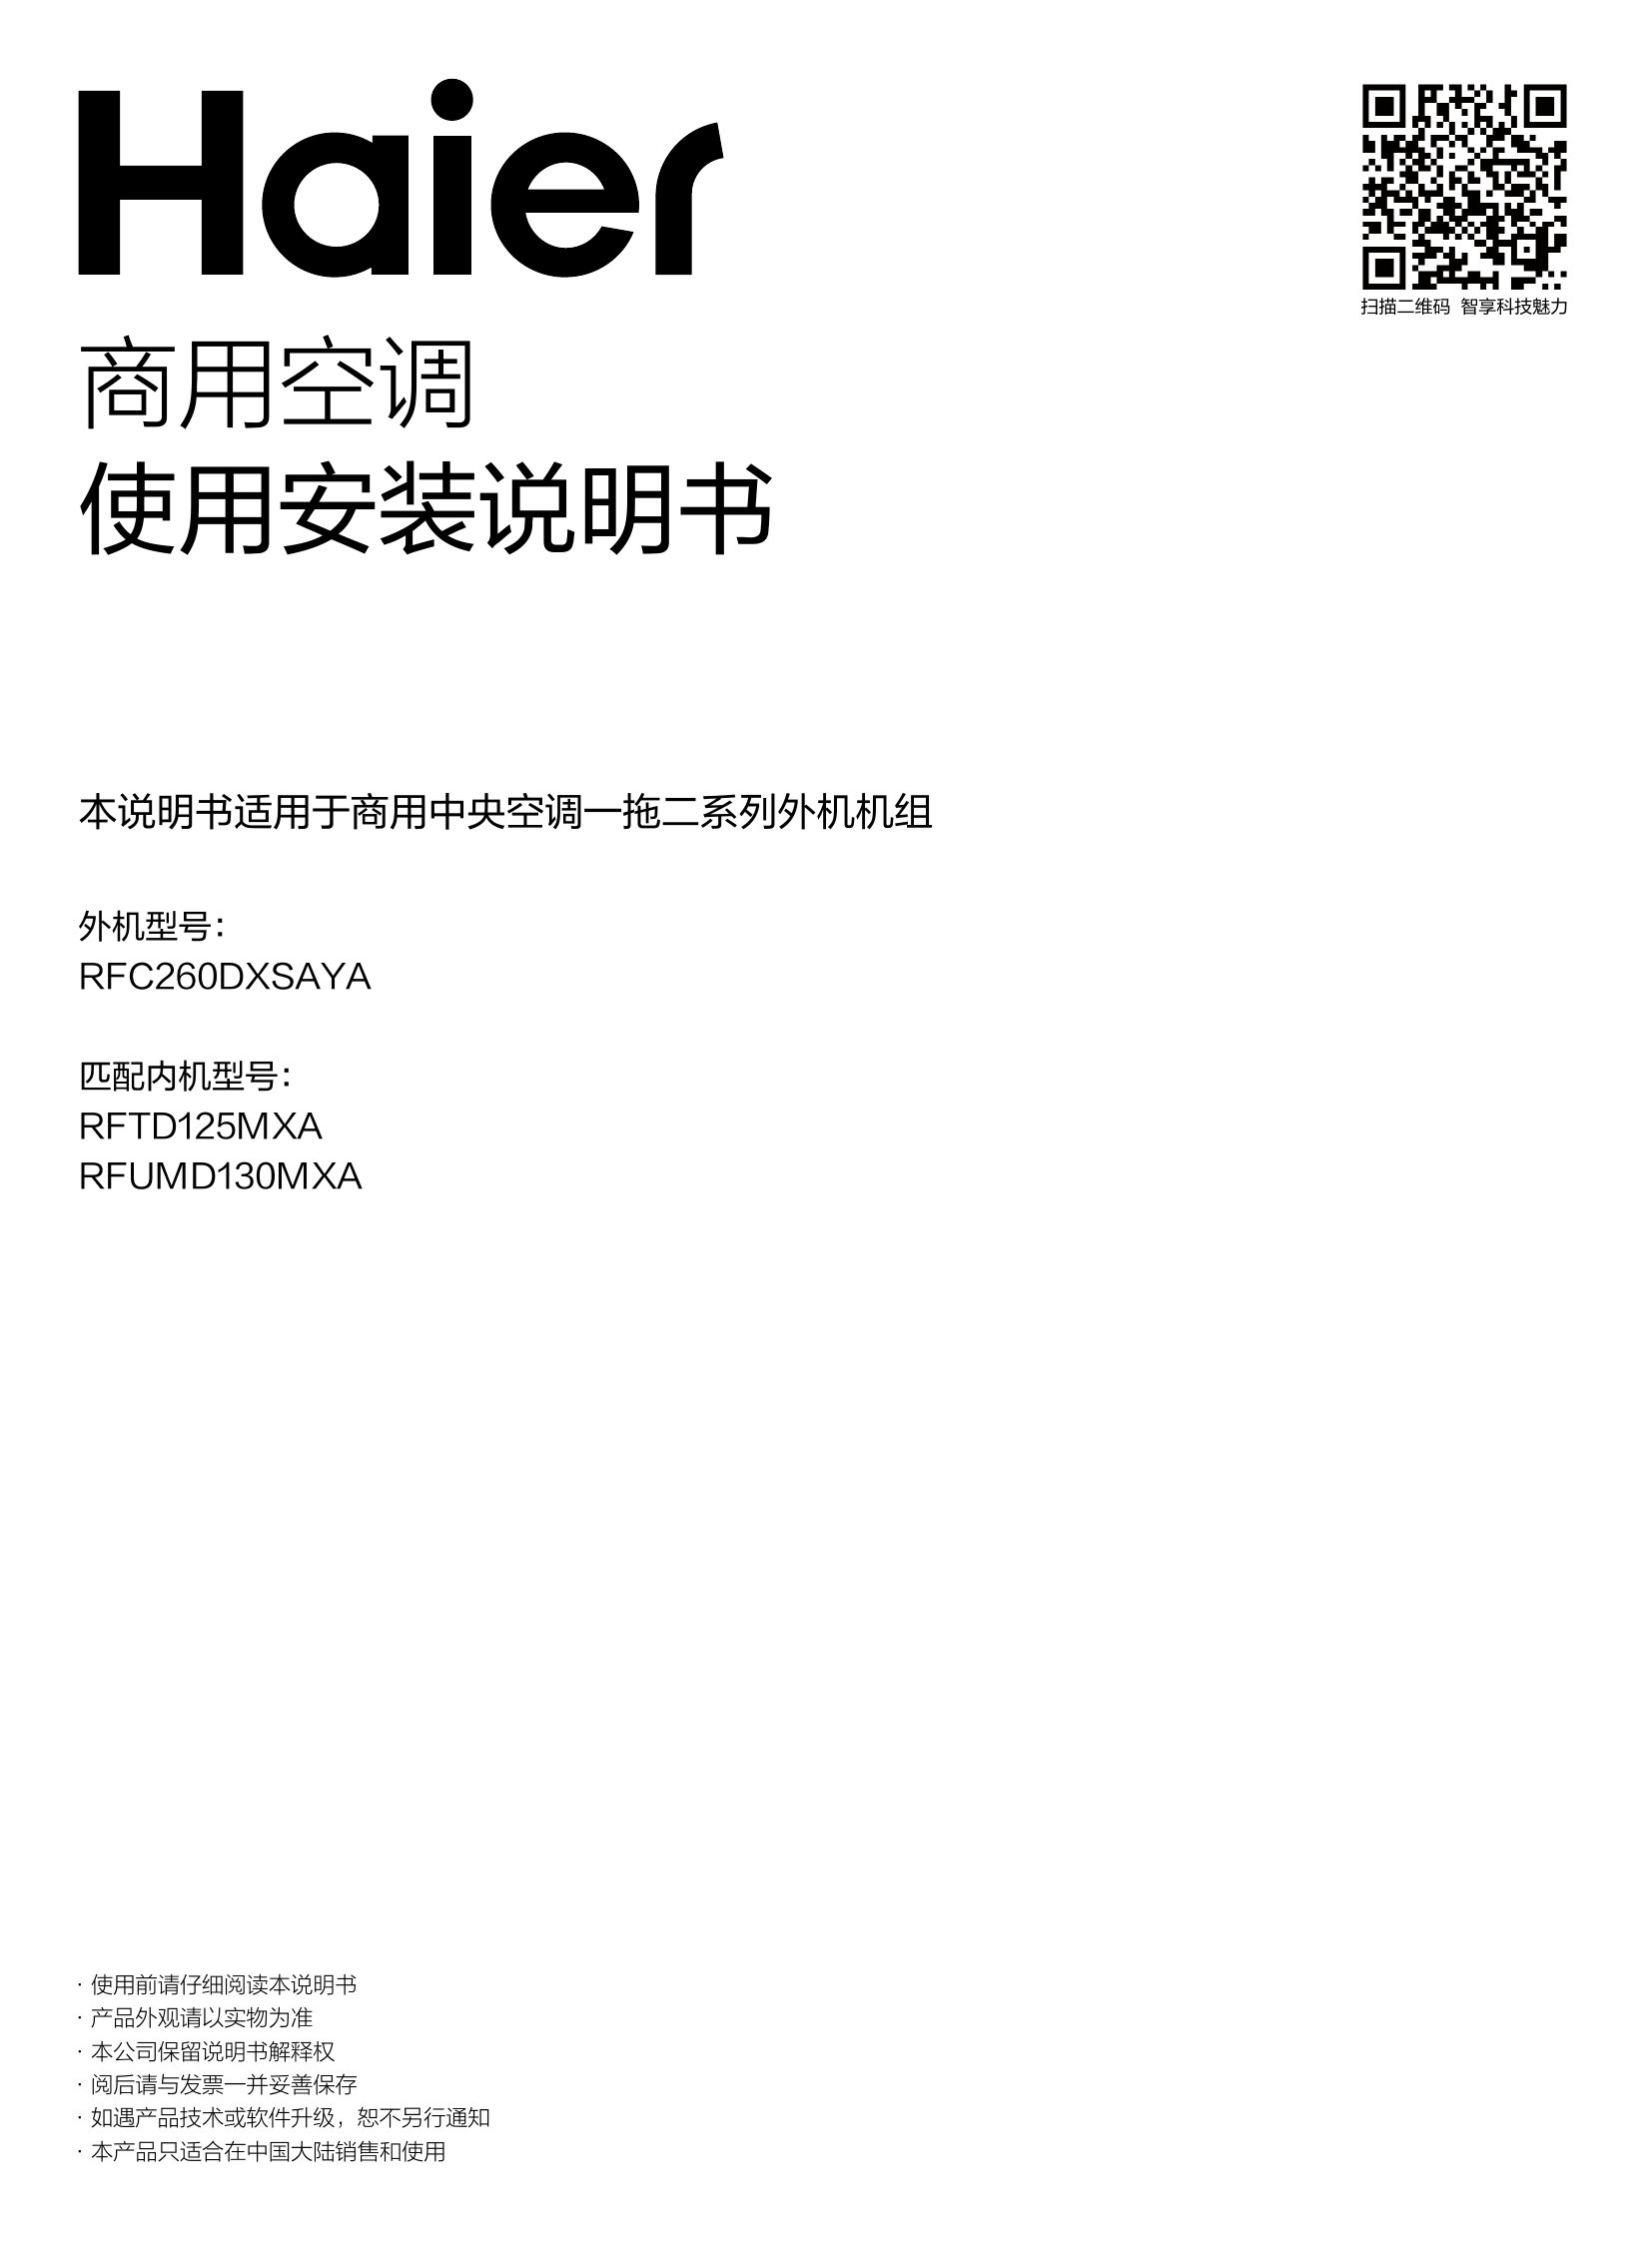 Haier
扫描二维码 智享科技魅力
商用空调
使用安装说明书
本说明书适用于商用中央空调一拖二系列外机机组
外机型号：
RFC260DXSAYA
匹配内机型号：
RFTD125MXA
RFUMD130MXA
· 使用前请仔细阅读本说明书
· 产品外观请以实物为准
· 本公司保留说明书解释权
· 阅后请与发票一并妥善保存
· 如遇产品技术或软件升级，恕不另行通知
· 本产品只适合在中国大陆销售和使用